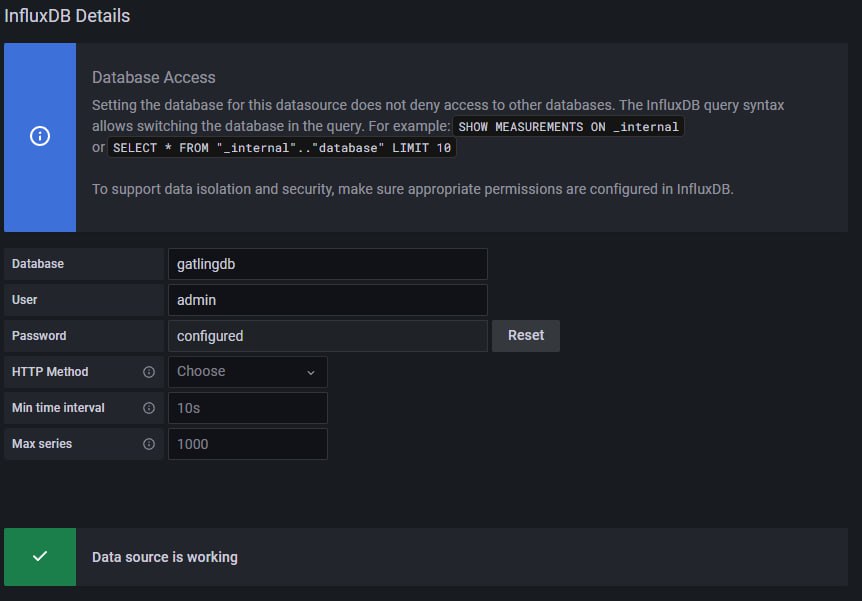 InfluxDB Details
Database Access
Setting the database for this datasource does not deny access to other databases. The InfluxDB query syntax
allows switching the database in the query. For example: SHOW MEASUREMENTS ON _internal
or SELECT * FROM "_internal".."database" LIMIT 10
To support data isolation and security, make sure appropriate permissions are configured in InfluxDB.
Database gatlingdb
User admin
Password configured Reset
HTTP Method Choose
Min time interval 10s
Max series 1000
Data source is working